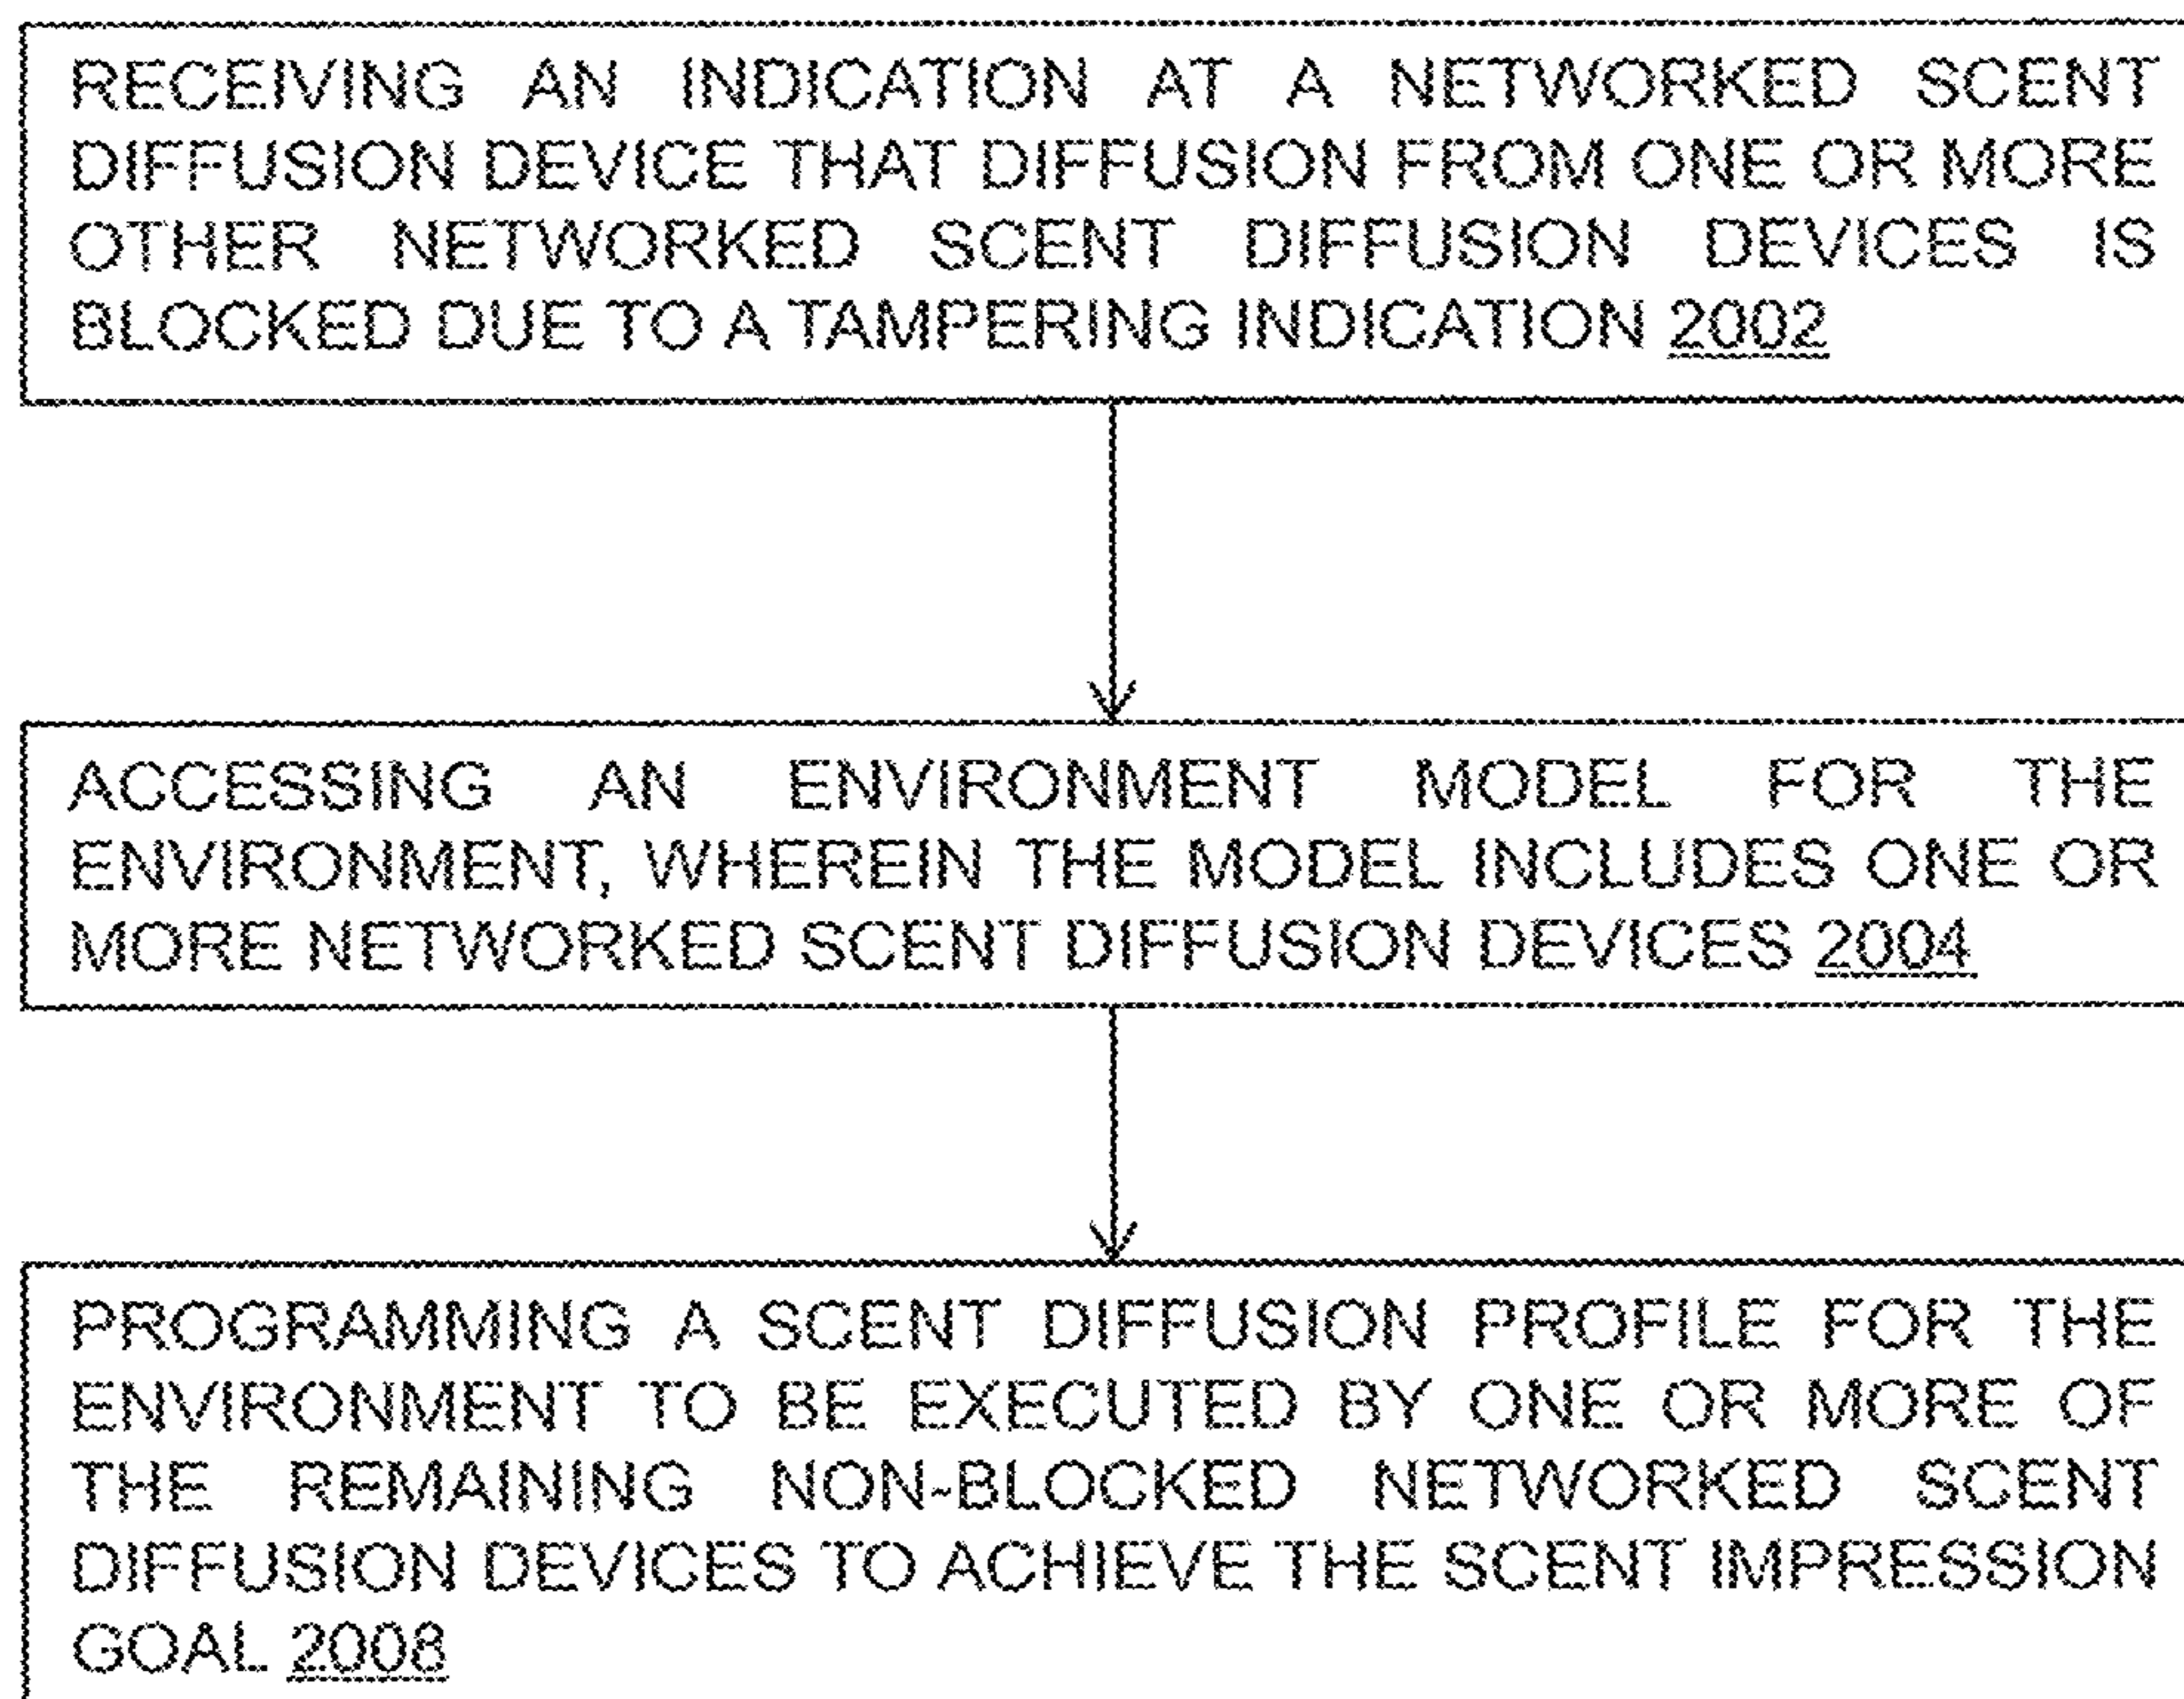 RECEIVING AN INDICATION AT A NETWORKED SCENT
DIFFUSION DEVICE THAT DIFFUSION FROM ONE OR MORE
OTHER NETWORKED SCENT DIFFUSION DEVICES IS
BLOCKED DUE TO A TAMPERING INDICATION 2002
ACCESSING AN ENVIRONMENT MODEL FOR THE
ENVIRONMENT, WHEREIN THE MODEL INCLUDES ONE OR
MORE NETWORKED SCENT DIFFUSION DEVICES 2004
PROGRAMMING A SCENT DIFFUSION PROFILE FOR THE
ENVIRONMENT TO BE EXECUTED BY ONE OR MORE OF
THE REMAINING NON-BLOCKED NETWORKED SCENT
DIFFUSION DEVICES TO ACHIEVE THE SCENT IMPRESSION
GOAL 2008